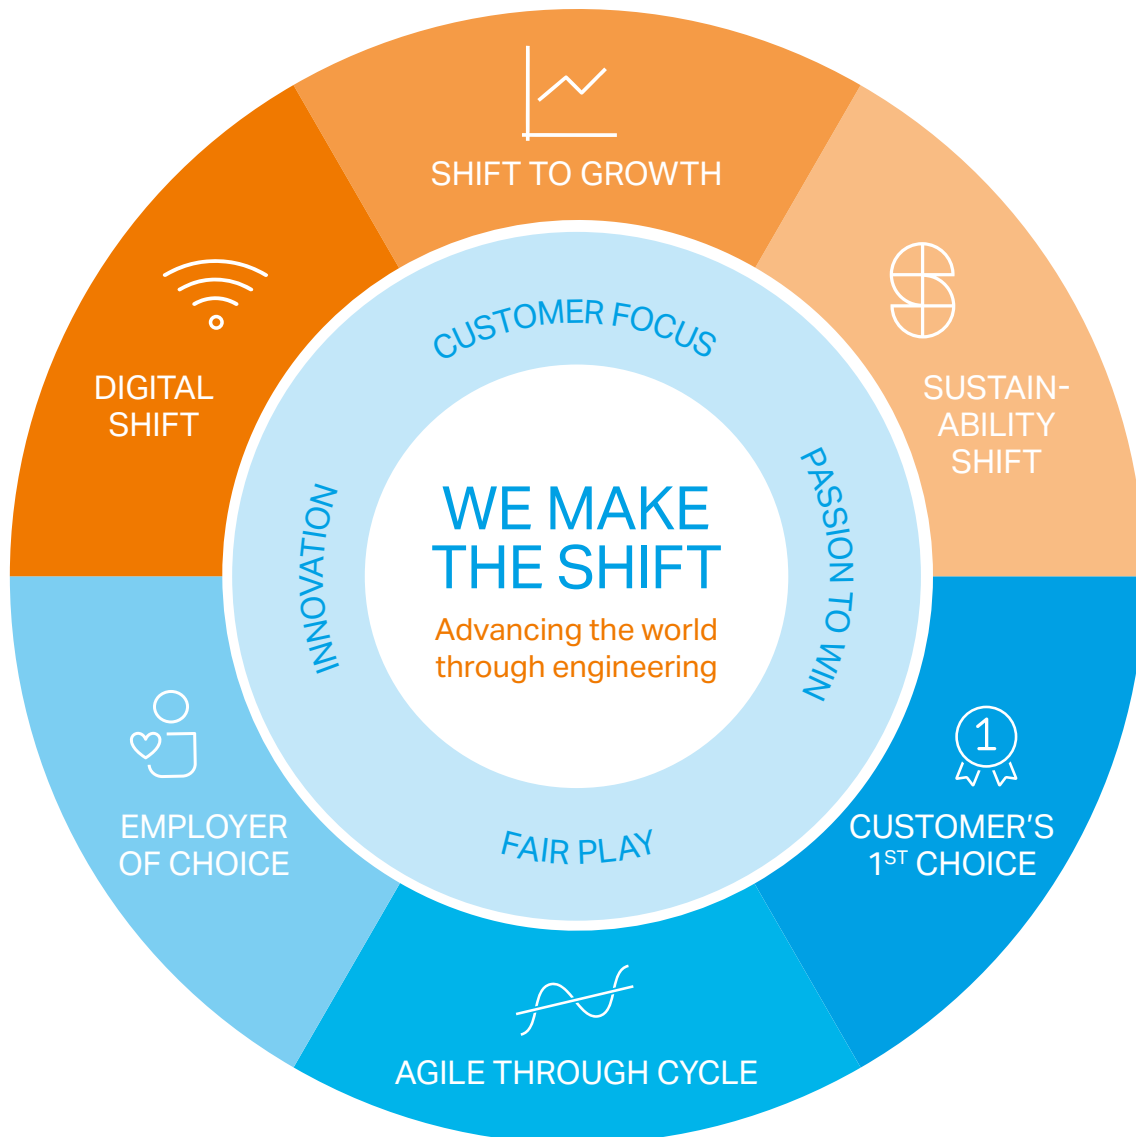 SHIFT TO GROWTH
SUSTAIN-
ABILITY
SHIFT
CUSTOMER'S
1ST CHOICE
AGILE THROUGH CYCLE
EMPLOYER
OF CHOICE
DIGITAL
SHIFT
CUSTOMER FOCUS
PASSION TO WIN
FAIR PLAY
INNOVATION
WE MAKE
THE SHIFT
Advancing the world
through engineering
1